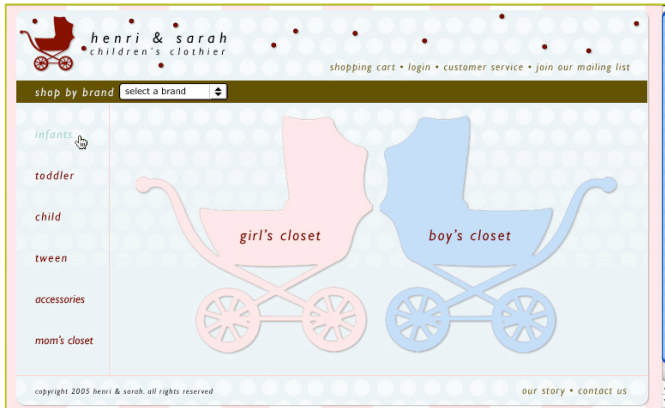 henri & sarah
children's clothier
shopping cart • login • customer service • join our mailing list
shop by brand select a brand
infants
toddler
child
tween
accessories
mom's closet
girl's closet
boy's closet
copyright 2005 henri & sarah. all rights reserved
our story • contact us